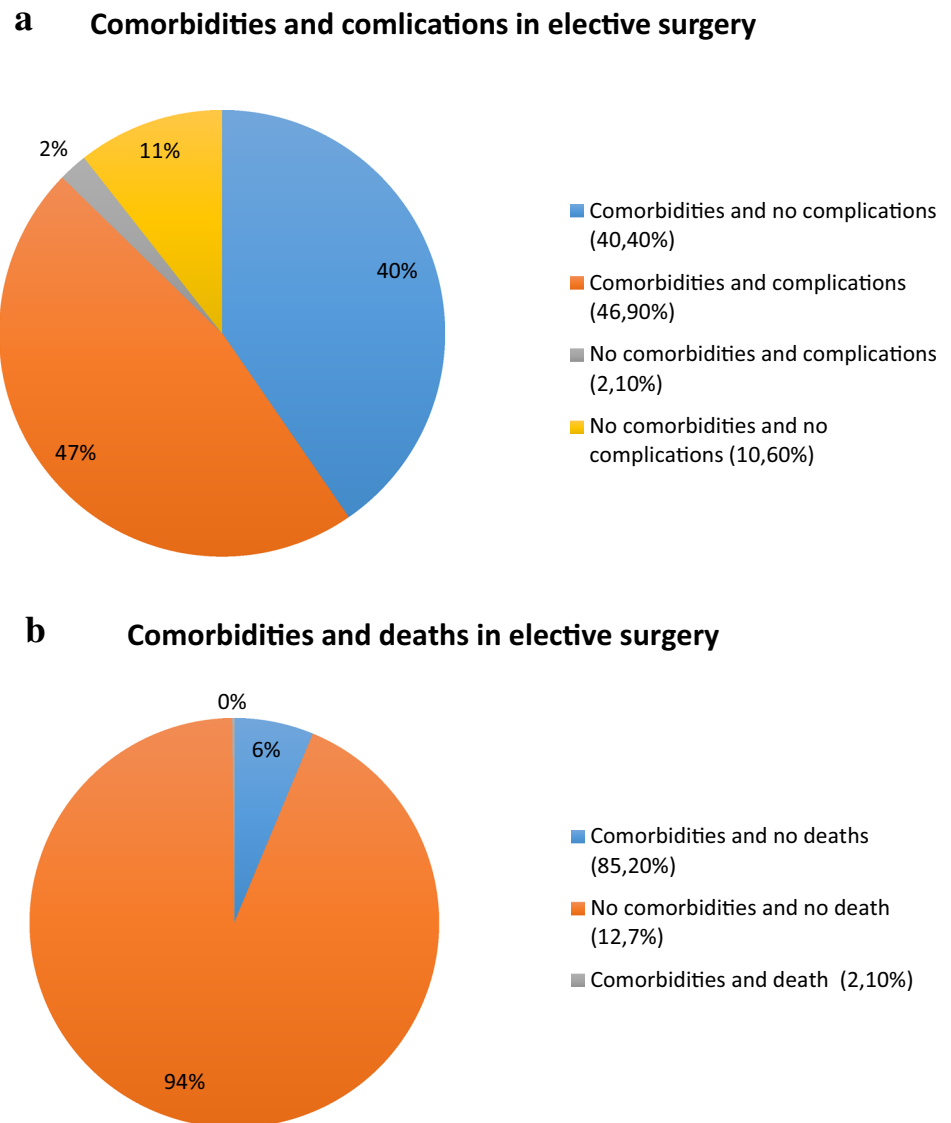 a
Comorbidities and comlications in elective surgery
2%
11%
40%
47%
Comorbidities and no complications
(40,40%)
Comorbidities and complications
(46,90%)
No comorbidities and complications
(2,10%)
No comorbidities and no
complications (10,60%)
b
Comorbidities and deaths in elective surgery
0%
6%
94%
Comorbidities and no deaths
(85,20%)
No comorbidities and no death
(12,7%)
Comorbidities and death (2,10%)